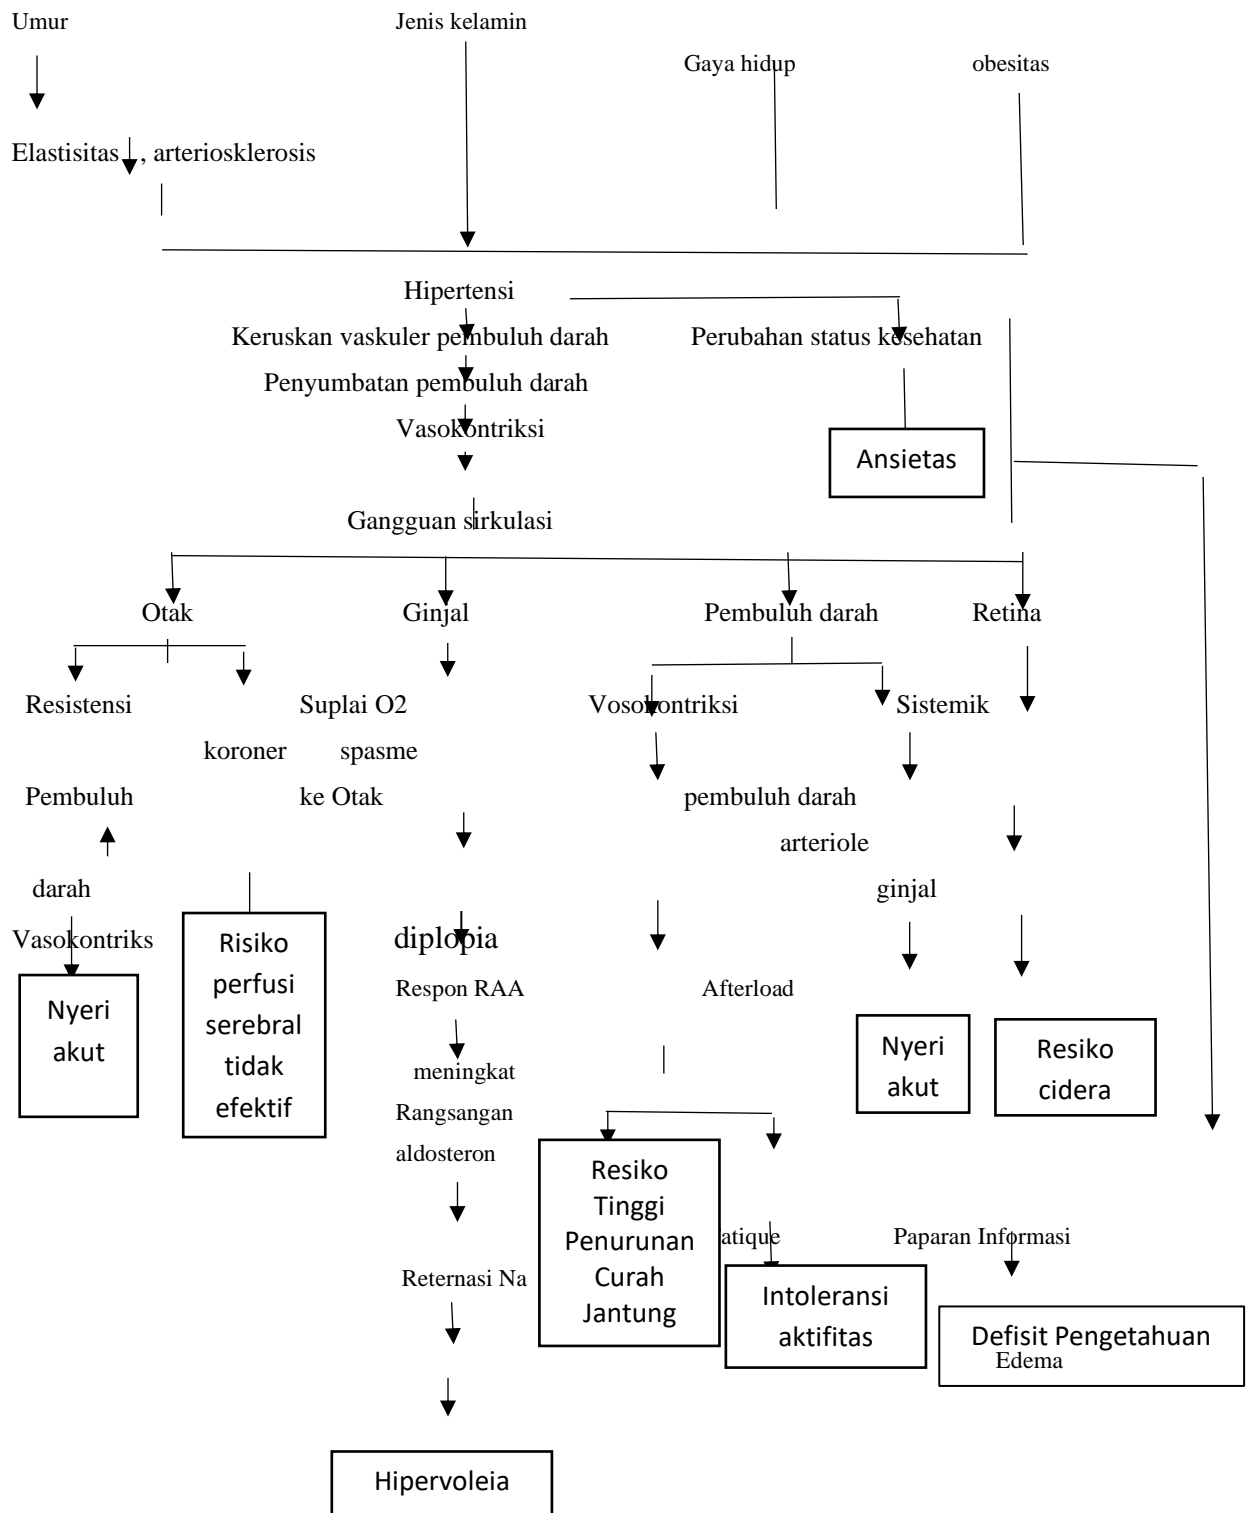 Umur
Jenis kelamin
Gaya hidup
obesitas
Elastisitas , arteriosklerosis
Hipertensi
Keruskan vaskuler pembuluh darah
Perubahan status kesehatan
Penyumbatan pembuluh darah
Vasokontriksi
Ansietas
Gangguan sirkulasi
Otak
Ginjal
Pembuluh darah
Retina
Resistensi
Suplai O2
Vosokontriksi
Sistemik
koroner
spasme
Pembuluh
ke Otak
pembuluh darah
arteriole
darah
ginjal
Vasokontriks
diplopia
Nyeri
akut
Risiko
perfusi
serebral
tidak
efektif
Respon RAA
Afterload
Nyeri
akut
Resiko
cidera
meningkat
Rangsangan
aldosteron
Resiko
Tinggi
Penurunan
Curah
Jantung
atique
Paparan Informasi
Reternasi Na
Intoleransi
aktifitas
Defisit Pengetahuan
Edema
Hipervoleia